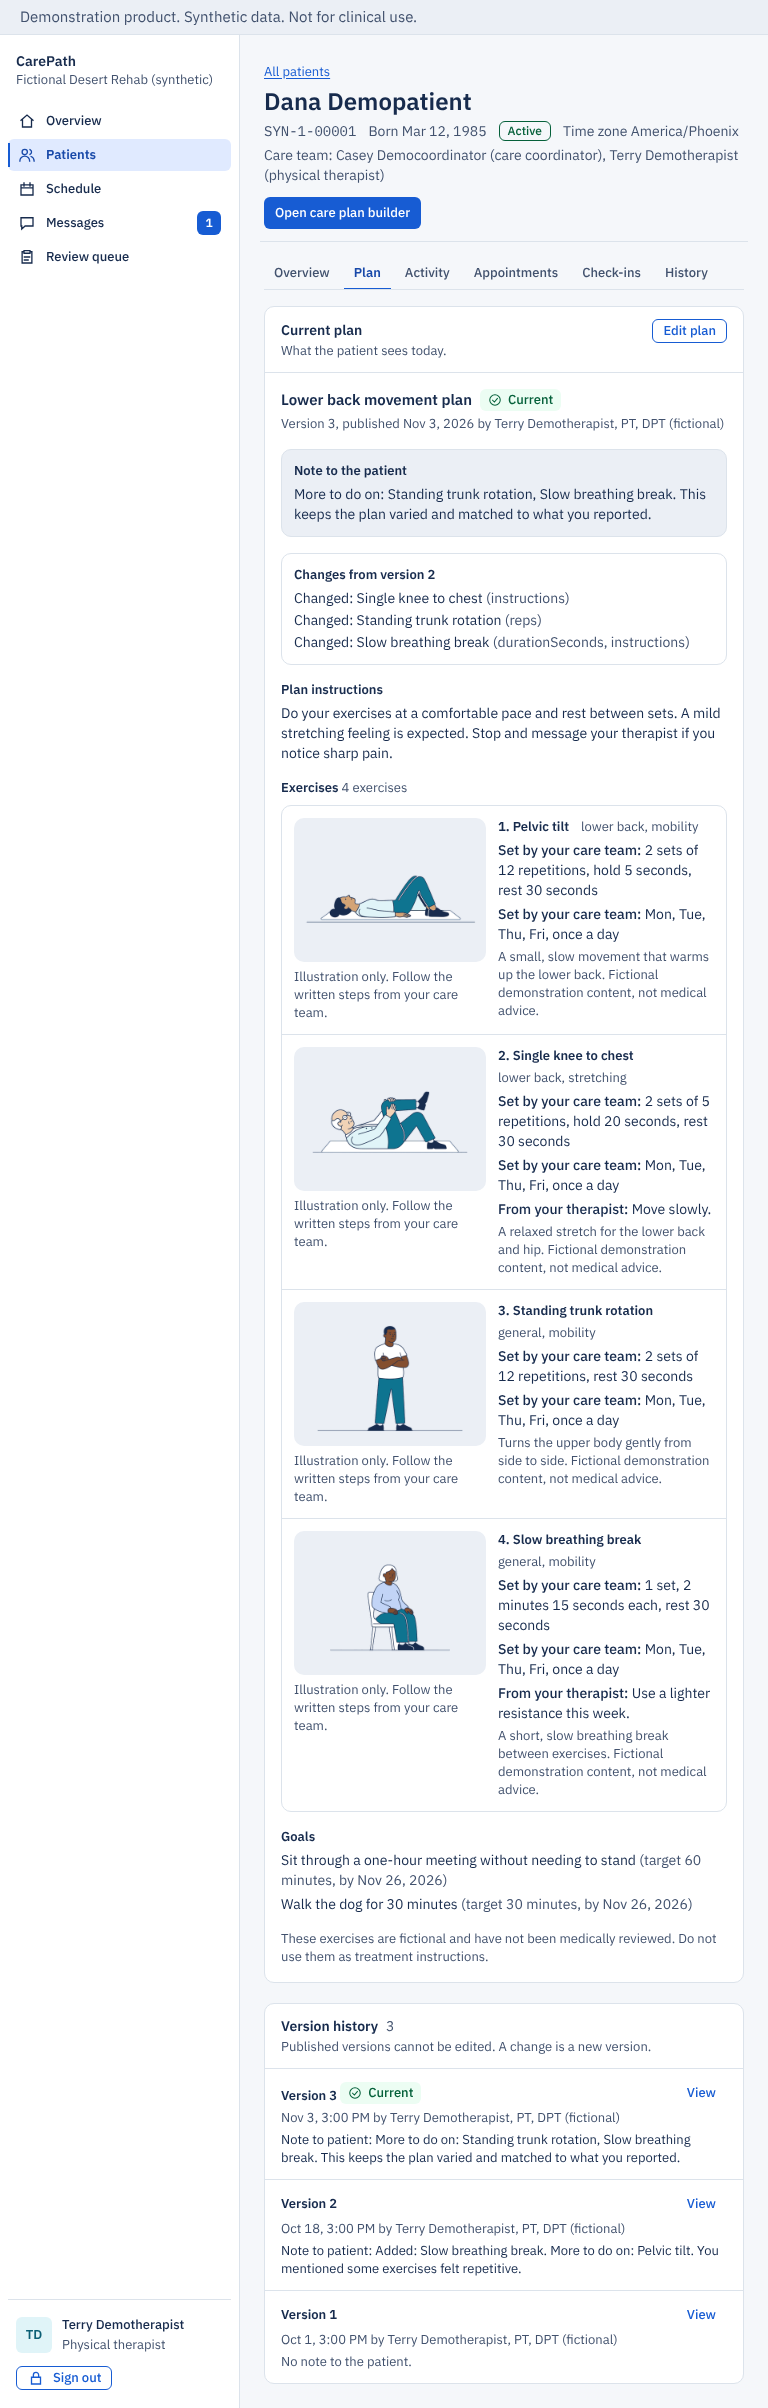 Demonstration product. Synthetic data. Not for clinical use.
CarePath
Fictional Desert Rehab (synthetic)
Overview
Patients
Schedule
Messages 1
Review queue
All patients
Dana Demopatient
SYN-1-00001 Born Mar 12, 1985 Active Time zone America/Phoenix
Care team: Casey Democoordinator (care coordinator), Terry Demotherapist
(physical therapist)
Open care plan builder
Overview Plan Activity Appointments Check-ins History
Current plan
Edit plan
What the patient sees today.
Lower back movement plan Current
Version 3, published Nov 3, 2026 by Terry Demotherapist, PT, DPT (fictional)
Note to the patient
More to do on: Standing trunk rotation, Slow breathing break. This
keeps the plan varied and matched to what you reported.
Changes from version 2
Changed: Single knee to chest (instructions)
Changed: Standing trunk rotation (reps)
Changed: Slow breathing break (durationSeconds, instructions)
Plan instructions
Do your exercises at a comfortable pace and rest between sets. A mild
stretching feeling is expected. Stop and message your therapist if you
notice sharp pain.
Exercises 4 exercises
Illustration only. Follow the
written steps from your care
team.
1. Pelvic tilt lower back, mobility
Set by your care team: 2 sets of
12 repetitions, hold 5 seconds,
rest 30 seconds
Set by your care team: Mon, Tue,
Thu, Fri, once a day
A small, slow movement that warms
up the lower back. Fictional
demonstration content, not medical
advice.
Illustration only. Follow the
written steps from your care
team.
2. Single knee to chest
lower back, stretching
Set by your care team: 2 sets of 5
repetitions, hold 20 seconds, rest
30 seconds
Set by your care team: Mon, Tue,
Thu, Fri, once a day
From your therapist: Move slowly.
A relaxed stretch for the lower back
and hip. Fictional demonstration
content, not medical advice.
Illustration only. Follow the
written steps from your care
team.
3. Standing trunk rotation
general, mobility
Set by your care team: 2 sets of
12 repetitions, rest 30 seconds
Set by your care team: Mon, Tue,
Thu, Fri, once a day
Turns the upper body gently from
side to side. Fictional demonstration
content, not medical advice.
Illustration only. Follow the
written steps from your care
team.
4. Slow breathing break
general, mobility
Set by your care team: 1 set, 2
minutes 15 seconds each, rest 30
seconds
Set by your care team: Mon, Tue,
Thu, Fri, once a day
From your therapist: Use a lighter
resistance this week.
A short, slow breathing break
between exercises. Fictional
demonstration content, not medical
advice.
Goals
Sit through a one-hour meeting without needing to stand (target 60
minutes, by Nov 26, 2026)
Walk the dog for 30 minutes (target 30 minutes, by Nov 26, 2026)
These exercises are fictional and have not been medically reviewed. Do not
use them as treatment instructions.
Version history 3
Published versions cannot be edited. A change is a new version.
Version 3 Current View
Nov 3, 3:00 PM by Terry Demotherapist, PT, DPT (fictional)
Note to patient: More to do on: Standing trunk rotation, Slow breathing
break. This keeps the plan varied and matched to what you reported.
Version 2 View
Oct 18, 3:00 PM by Terry Demotherapist, PT, DPT (fictional)
Note to patient: Added: Slow breathing break. More to do on: Pelvic tilt. You
mentioned some exercises felt repetitive.
Version 1 View
Oct 1, 3:00 PM by Terry Demotherapist, PT, DPT (fictional)
No note to the patient.
TD Terry Demotherapist
Physical therapist
Sign out